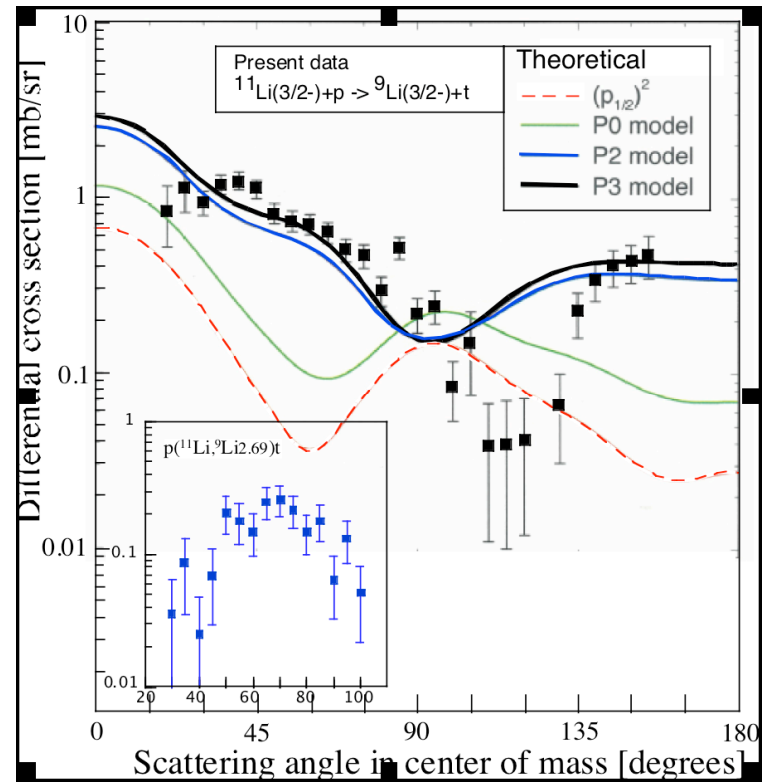 10
1
0.1
0.01
Differential cross section [mb/sr]
Present data
¹¹Li(3/2-)+p -> ⁹Li(3/2-)+t
Theoretical
(p₁/₂)²
P0 model
P2 model
P3 model
1
0.1
0.01
p(¹¹Li,⁹Li2.69)t
20 40 60 80 100
0 45 90 135 180
Scattering angle in center of mass [degrees]